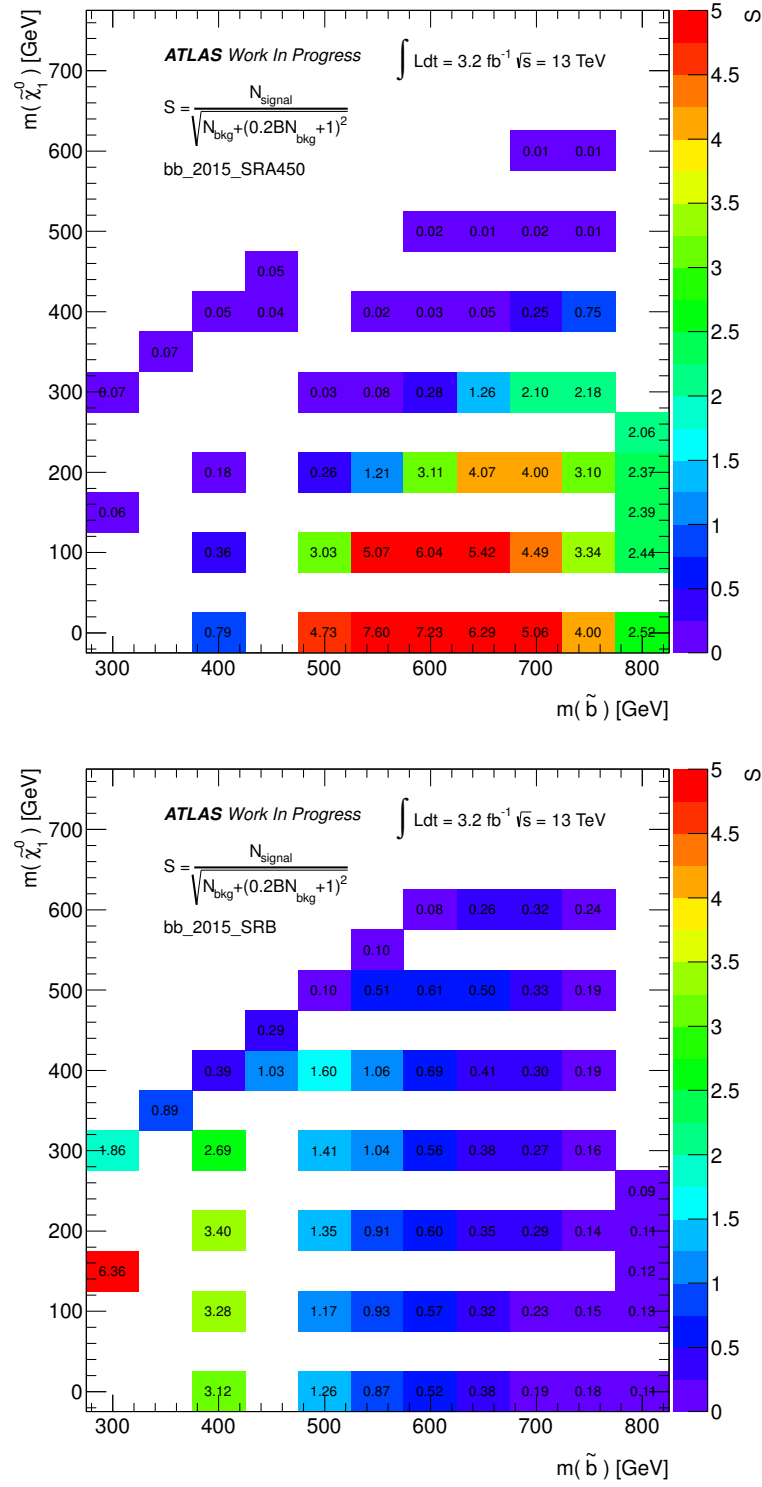 ATLAS Work In Progress ∫ Ldt = 3.2 fb⁻¹ √s = 13 TeV
S = N_signal / √(N_bkg+(0.2BN_bkg+1)²)
bb_2015_SRA450
m(χ̃₁⁰) [GeV]
700
600
500
400
300
200
100
0
0.01 0.01
0.02 0.01 0.02 0.01
0.05
0.05 0.04 0.02 0.03 0.05 0.25 0.75
0.07
0.07 0.03 0.08 0.28 1.26 2.10 2.18
2.06
0.18 0.26 1.21 3.11 4.07 4.00 3.10 2.37
0.06 2.39
0.36 3.03 5.07 6.04 5.42 4.49 3.34 2.44
0.79 4.73 7.60 7.23 6.29 5.06 4.00 2.52
300 400 500 600 700 800
m(b̃) [GeV]
S
5
4.5
4
3.5
3
2.5
2
1.5
1
0.5
0
ATLAS Work In Progress ∫ Ldt = 3.2 fb⁻¹ √s = 13 TeV
S = N_signal / √(N_bkg+(0.2BN_bkg+1)²)
bb_2015_SRB
m(χ̃₁⁰) [GeV]
700
600
500
400
300
200
100
0
0.08 0.26 0.32 0.24
0.10
0.10 0.51 0.61 0.50 0.33 0.19
0.29
0.39 1.03 1.60 1.06 0.69 0.41 0.30 0.19
0.89
1.86 2.69 1.41 1.04 0.56 0.38 0.27 0.16
0.09
3.40 1.35 0.91 0.60 0.35 0.29 0.14 0.11
6.36 0.12
3.28 1.17 0.93 0.57 0.32 0.23 0.15 0.13
3.12 1.26 0.87 0.52 0.38 0.19 0.18 0.11
300 400 500 600 700 800
m(b̃) [GeV]
S
5
4.5
4
3.5
3
2.5
2
1.5
1
0.5
0